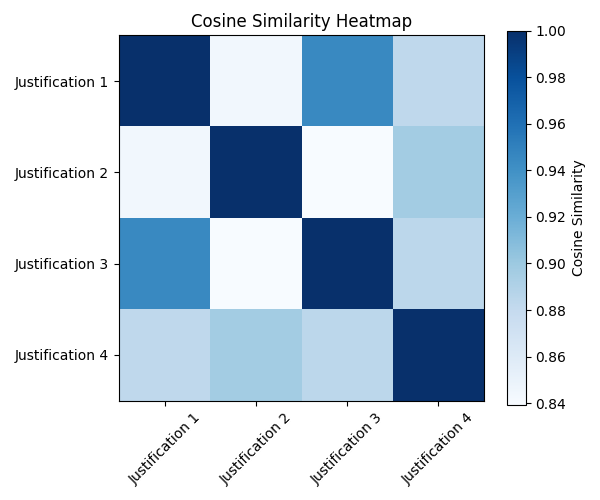 Cosine Similarity Heatmap
Justification 1
Justification 2
Justification 3
Justification 4
Justification 1
Justification 2
Justification 3
Justification 4
1.00
0.98
0.96
0.94
0.92
0.90
0.88
0.86
0.84
Cosine Similarity